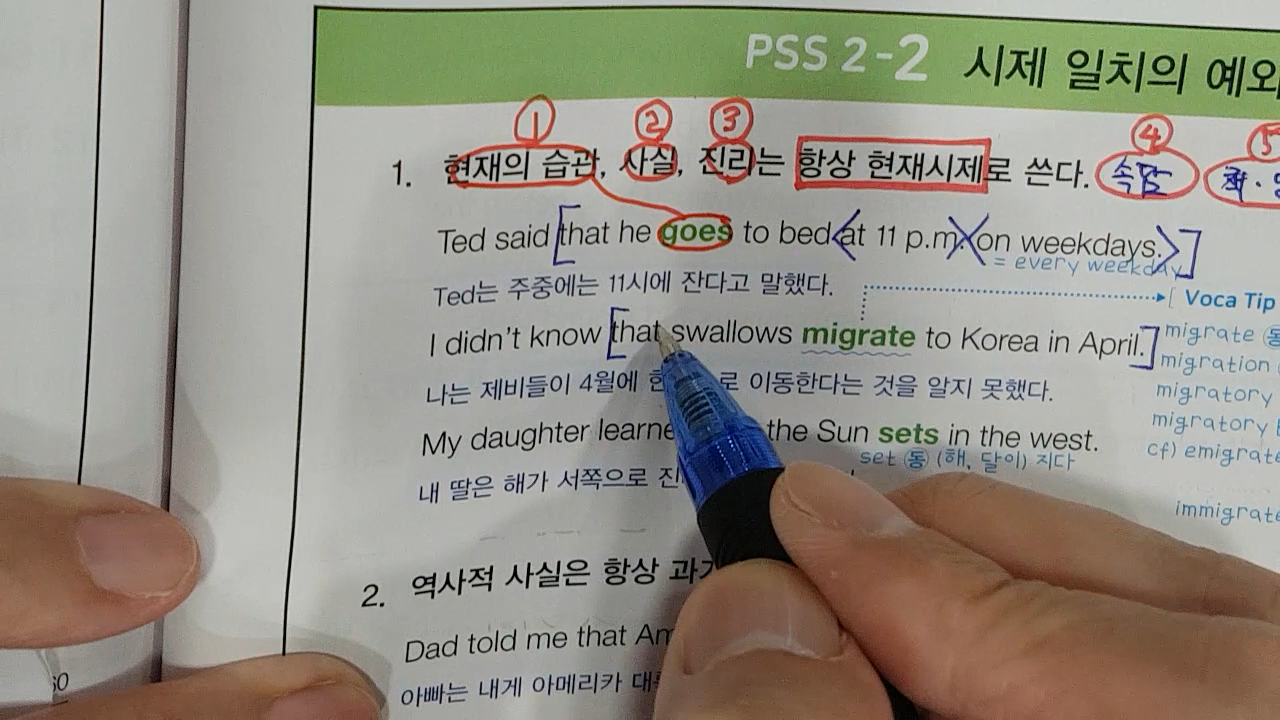 PSS 2-2 시제 일치의 예외
① ② ③ ④ ⑤
1. 현재의 습관, 사실, 진리는 항상 현재시제로 쓴다. 속담
Ted said [that he goes to bed <at 11 p.m. on weekdays.>]
= every weekday
Ted는 주중에는 11시에 잔다고 말했다.
Voca Tip
I didn't know [that swallows migrate to Korea in April.]
migrate 동
migration
나는 제비들이 4월에 로 이동한다는 것을 알지 못했다.
migratory
migratory
My daughter the Sun sets in the west.
cf) emigrate
set 동 (해, 달이) 지다
내 딸은 해가 서쪽으로
immigrate
2. 역사적 사실은 항상
Dad told me that
아빠는 내게 아메리카